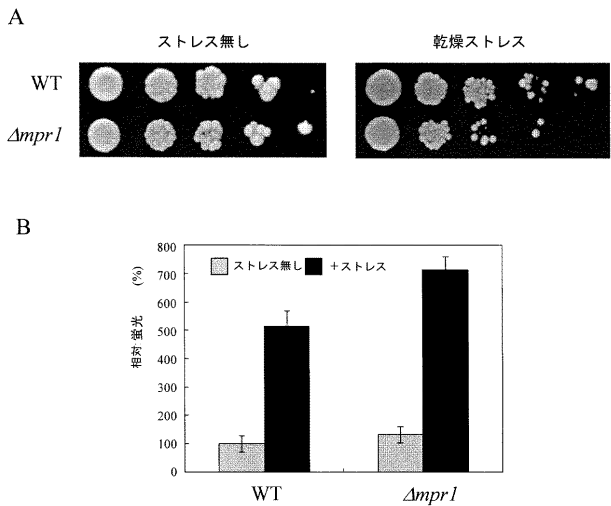 A
ストレス無し
乾燥ストレス
WT
Δmpr1
B
800
700
600
500
400
300
200
100
0
相対蛍光 (%)
ストレス無し
+ストレス
WT
Δmpr1